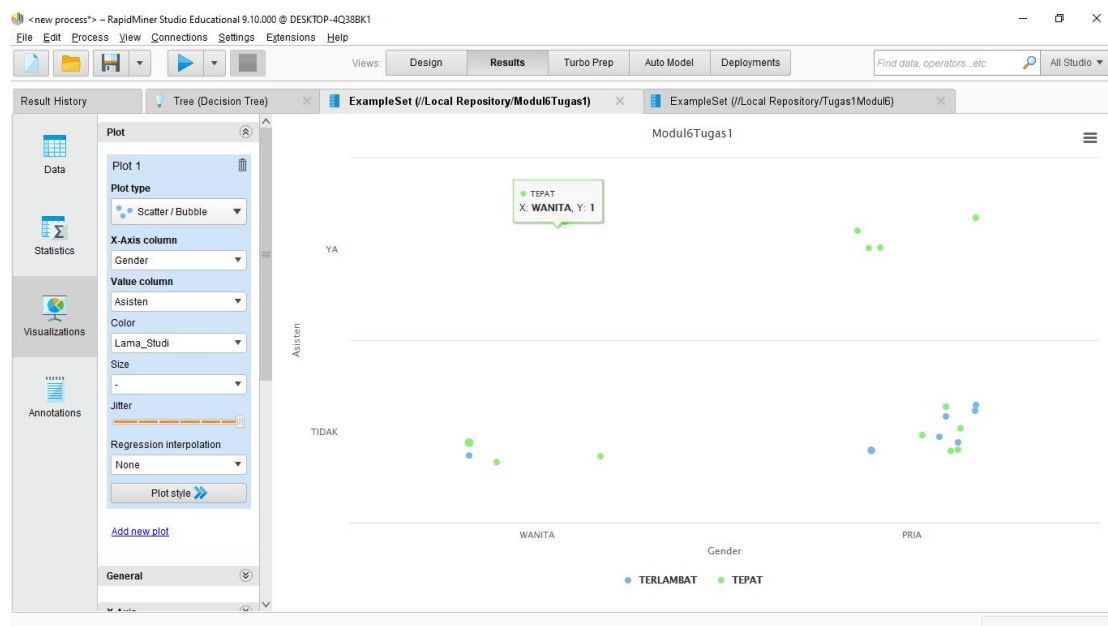 <new process*> – RapidMiner Studio Educational 9.10.000 @ DESKTOP-4Q38BK1
File Edit Process View Connections Settings Extensions Help
Views: Design Results Turbo Prep Auto Model Deployments Find data, operators...etc All Studio
Result History Tree (Decision Tree) ExampleSet (//Local Repository/Modul6Tugas1) ExampleSet (//Local Repository/Tugas1Modul6)
Data
Statistics
Visualizations
Annotations
Plot
Plot 1
Plot type
Scatter / Bubble
X-Axis column
Gender
Value column
Asisten
Color
Lama_Studi
Size
-
Jitter
Regression interpolation
None
Plot style
Add new plot
General
Modul6Tugas1
TEPAT
X: WANITA, Y: 1
YA
Asisten
TIDAK
WANITA PRIA
Gender
TERLAMBAT TEPAT